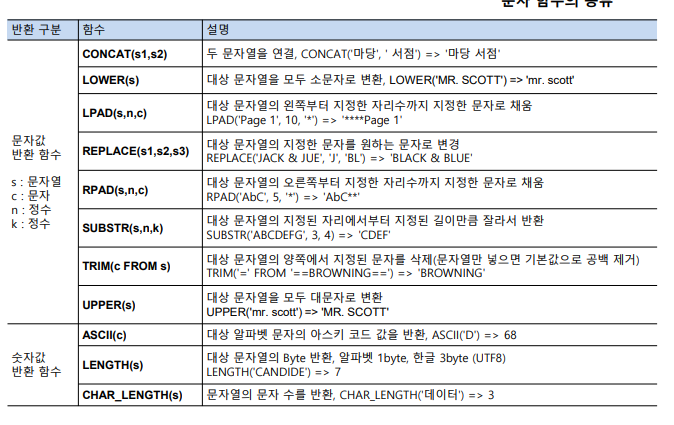 문자 함수의 종류
반환 구분 함수 설명
문자값
반환 함수
s : 문자열
c : 문자
n : 정수
k : 정수
CONCAT(s1,s2) 두 문자열을 연결, CONCAT('마당', ' 서점') => '마당 서점'
LOWER(s) 대상 문자열을 모두 소문자로 변환, LOWER('MR. SCOTT') => 'mr. scott'
LPAD(s,n,c) 대상 문자열의 왼쪽부터 지정한 자리수까지 지정한 문자로 채움
LPAD('Page 1', 10, '*') => '****Page 1'
REPLACE(s1,s2,s3) 대상 문자열의 지정한 문자를 원하는 문자로 변경
REPLACE('JACK & JUE', 'J', 'BL') => 'BLACK & BLUE'
RPAD(s,n,c) 대상 문자열의 오른쪽부터 지정한 자리수까지 지정한 문자로 채움
RPAD('AbC', 5, '*') => 'AbC**'
SUBSTR(s,n,k) 대상 문자열의 지정된 자리에서부터 지정된 길이만큼 잘라서 반환
SUBSTR('ABCDEFG', 3, 4) => 'CDEF'
TRIM(c FROM s) 대상 문자열의 양쪽에서 지정된 문자를 삭제(문자열만 넣으면 기본값으로 공백 제거)
TRIM('=' FROM '==BROWNING==') => 'BROWNING'
UPPER(s) 대상 문자열을 모두 대문자로 변환
UPPER('mr. scott') => 'MR. SCOTT'
숫자값
반환 함수
ASCII(c) 대상 알파벳 문자의 아스키 코드 값을 반환, ASCII('D') => 68
LENGTH(s) 대상 문자열의 Byte 반환, 알파벳 1byte, 한글 3byte (UTF8)
LENGTH('CANDIDE') => 7
CHAR_LENGTH(s) 문자열의 문자 수를 반환, CHAR_LENGTH('데이터') => 3